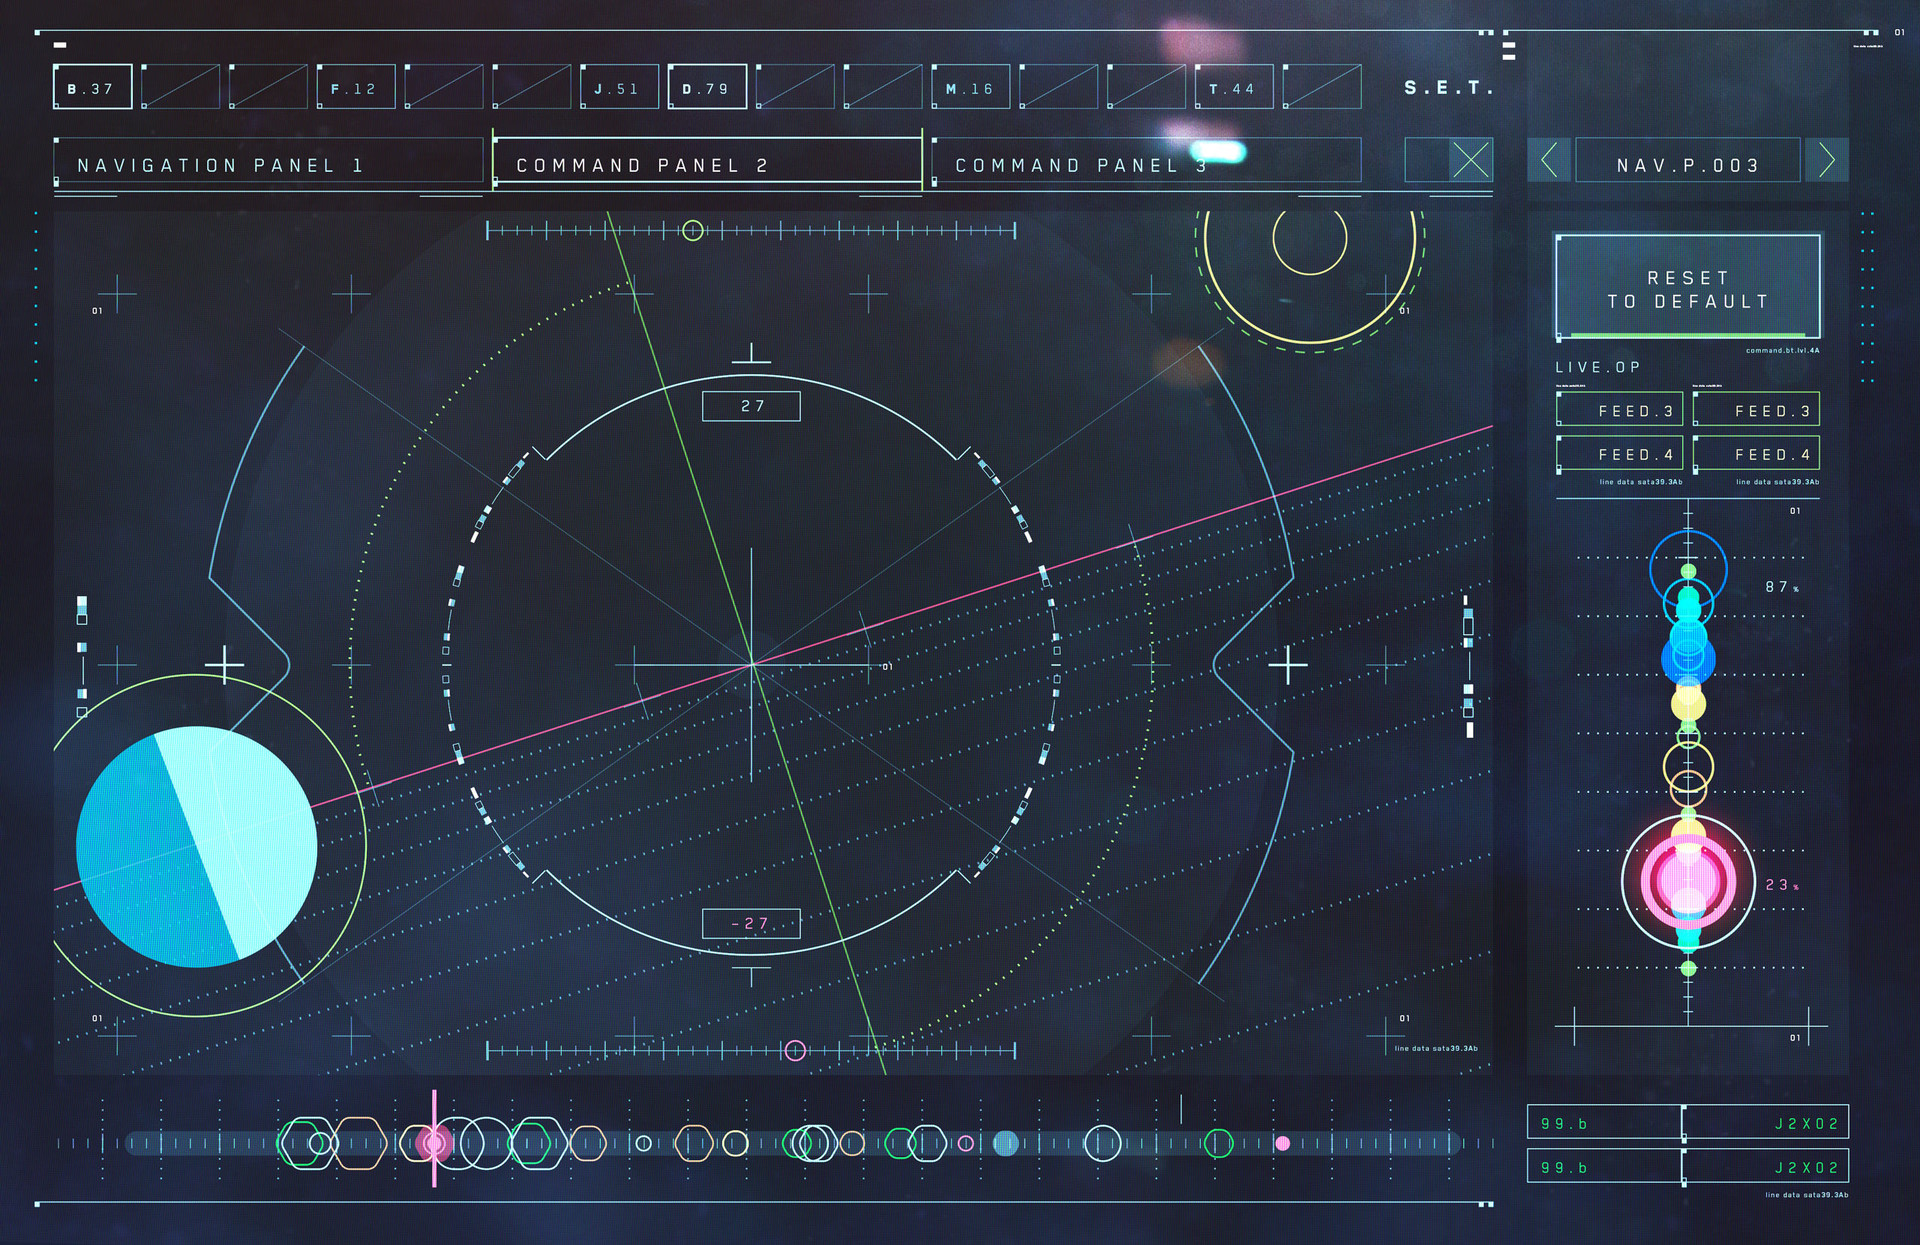 01
B.37
F.12
J.51
D.79
M.16
T.44
S.E.T.
NAVIGATION PANEL 1
COMMAND PANEL 2
COMMAND PANEL 3
NAV.P.003
01
01
27
01
-27
01
01
line data sata39.3Ab
RESET
TO DEFAULT
command.bt.lvl.4A
LIVE.OP
FEED.3
FEED.3
FEED.4
FEED.4
line data sata39.3Ab
line data sata39.3Ab
01
87%
23%
01
99.b
J2X02
99.b
J2X02
line data sata39.3Ab